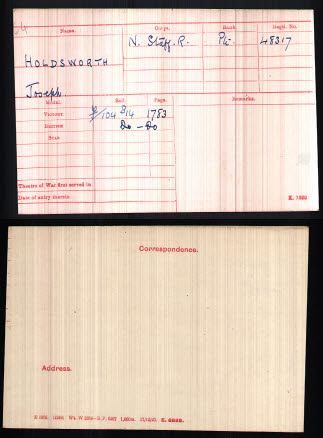 Name.
Corps.
Rank.
Regtl. No.
N. Staff. R.
Pte.
48317
HOLDSWORTH
Joseph
Medal.
Roll.
Page.
Remarks.
Victory
/104 B14
1783
British
Do - Do
Star
Theatre of War first served in
Date of entry therein
K. 1380.
Correspondence.
Address.